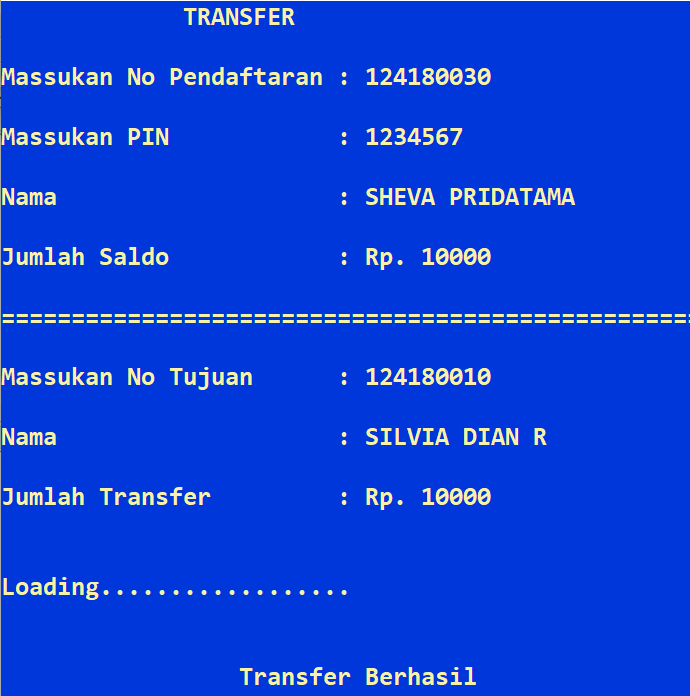 TRANSFER
Massukan No Pendaftaran : 124180030
Massukan PIN : 1234567
Nama : SHEVA PRIDATAMA
Jumlah Saldo : Rp. 10000
==================================================
Massukan No Tujuan : 124180010
Nama : SILVIA DIAN R
Jumlah Transfer : Rp. 10000
Loading..................
Transfer Berhasil